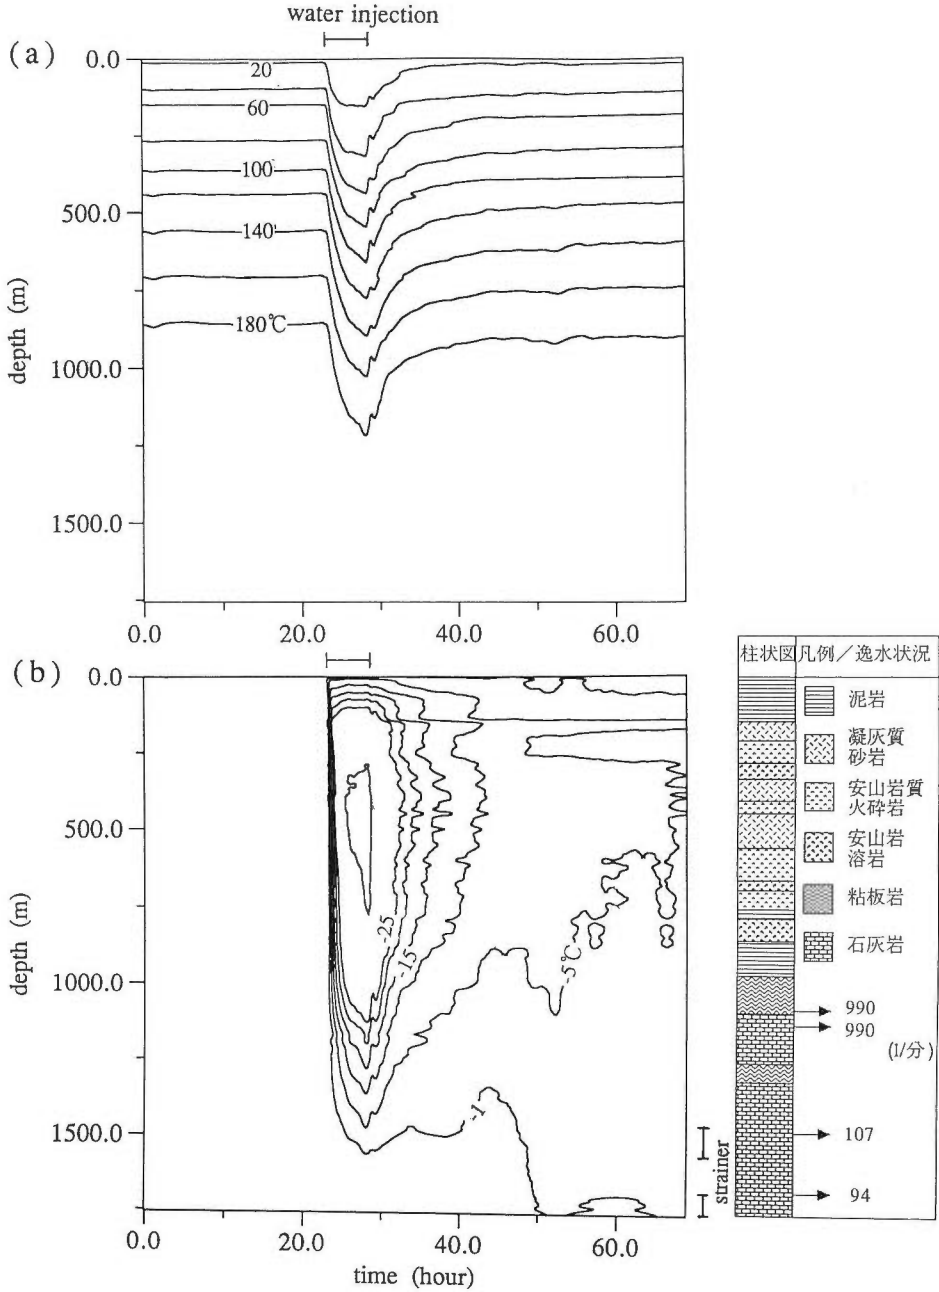 water injection
(a)
0.0
20
60
100
500.0
140
180℃
1000.0
1500.0
depth (m)
0.0
20.0
40.0
60.0
(b)
0.0
500.0
1000.0
1500.0
depth (m)
-25
-15
-5℃
-1
0.0
20.0
40.0
60.0
time (hour)
strainer
柱状図 凡例／逸水状況
泥岩
凝灰質
砂岩
安山岩質
火砕岩
安山岩
溶岩
粘板岩
石灰岩
990
990
(l/分)
107
94